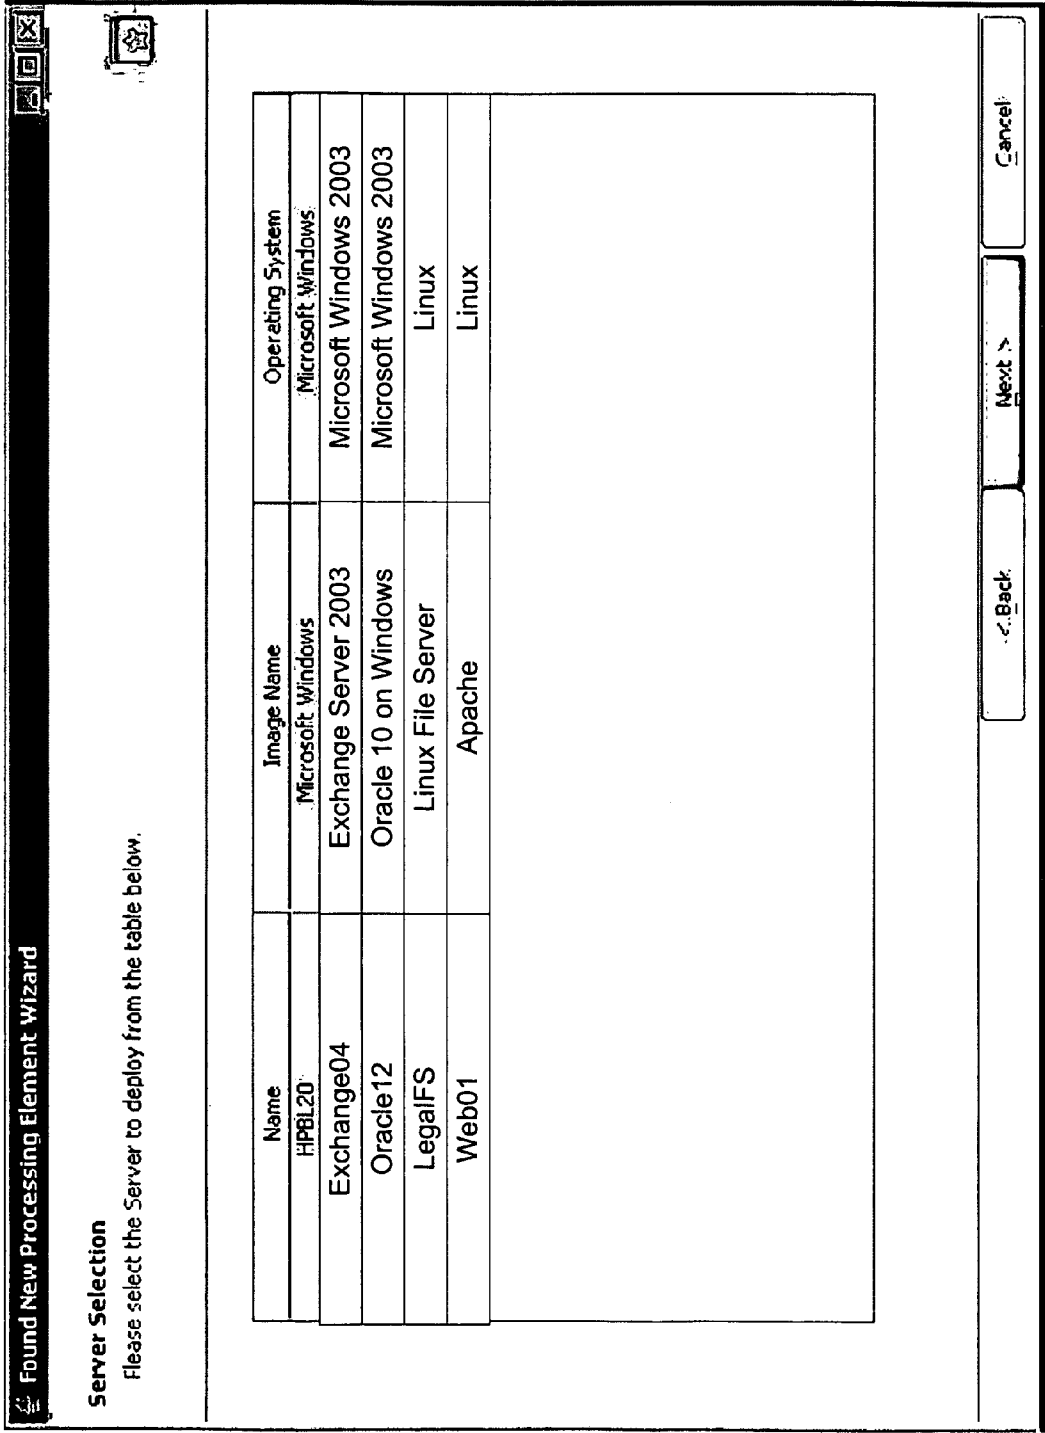 Found New Processing Element Wizard
Server Selection
Please select the Server to deploy from the table below.
Name Image Name Operating System
HPBL20 Microsoft Windows Microsoft Windows
Exchange04 Exchange Server 2003 Microsoft Windows 2003
Oracle12 Oracle 10 on Windows Microsoft Windows 2003
LegalFS Linux File Server Linux
Web01 Apache Linux
< Back Next > Cancel